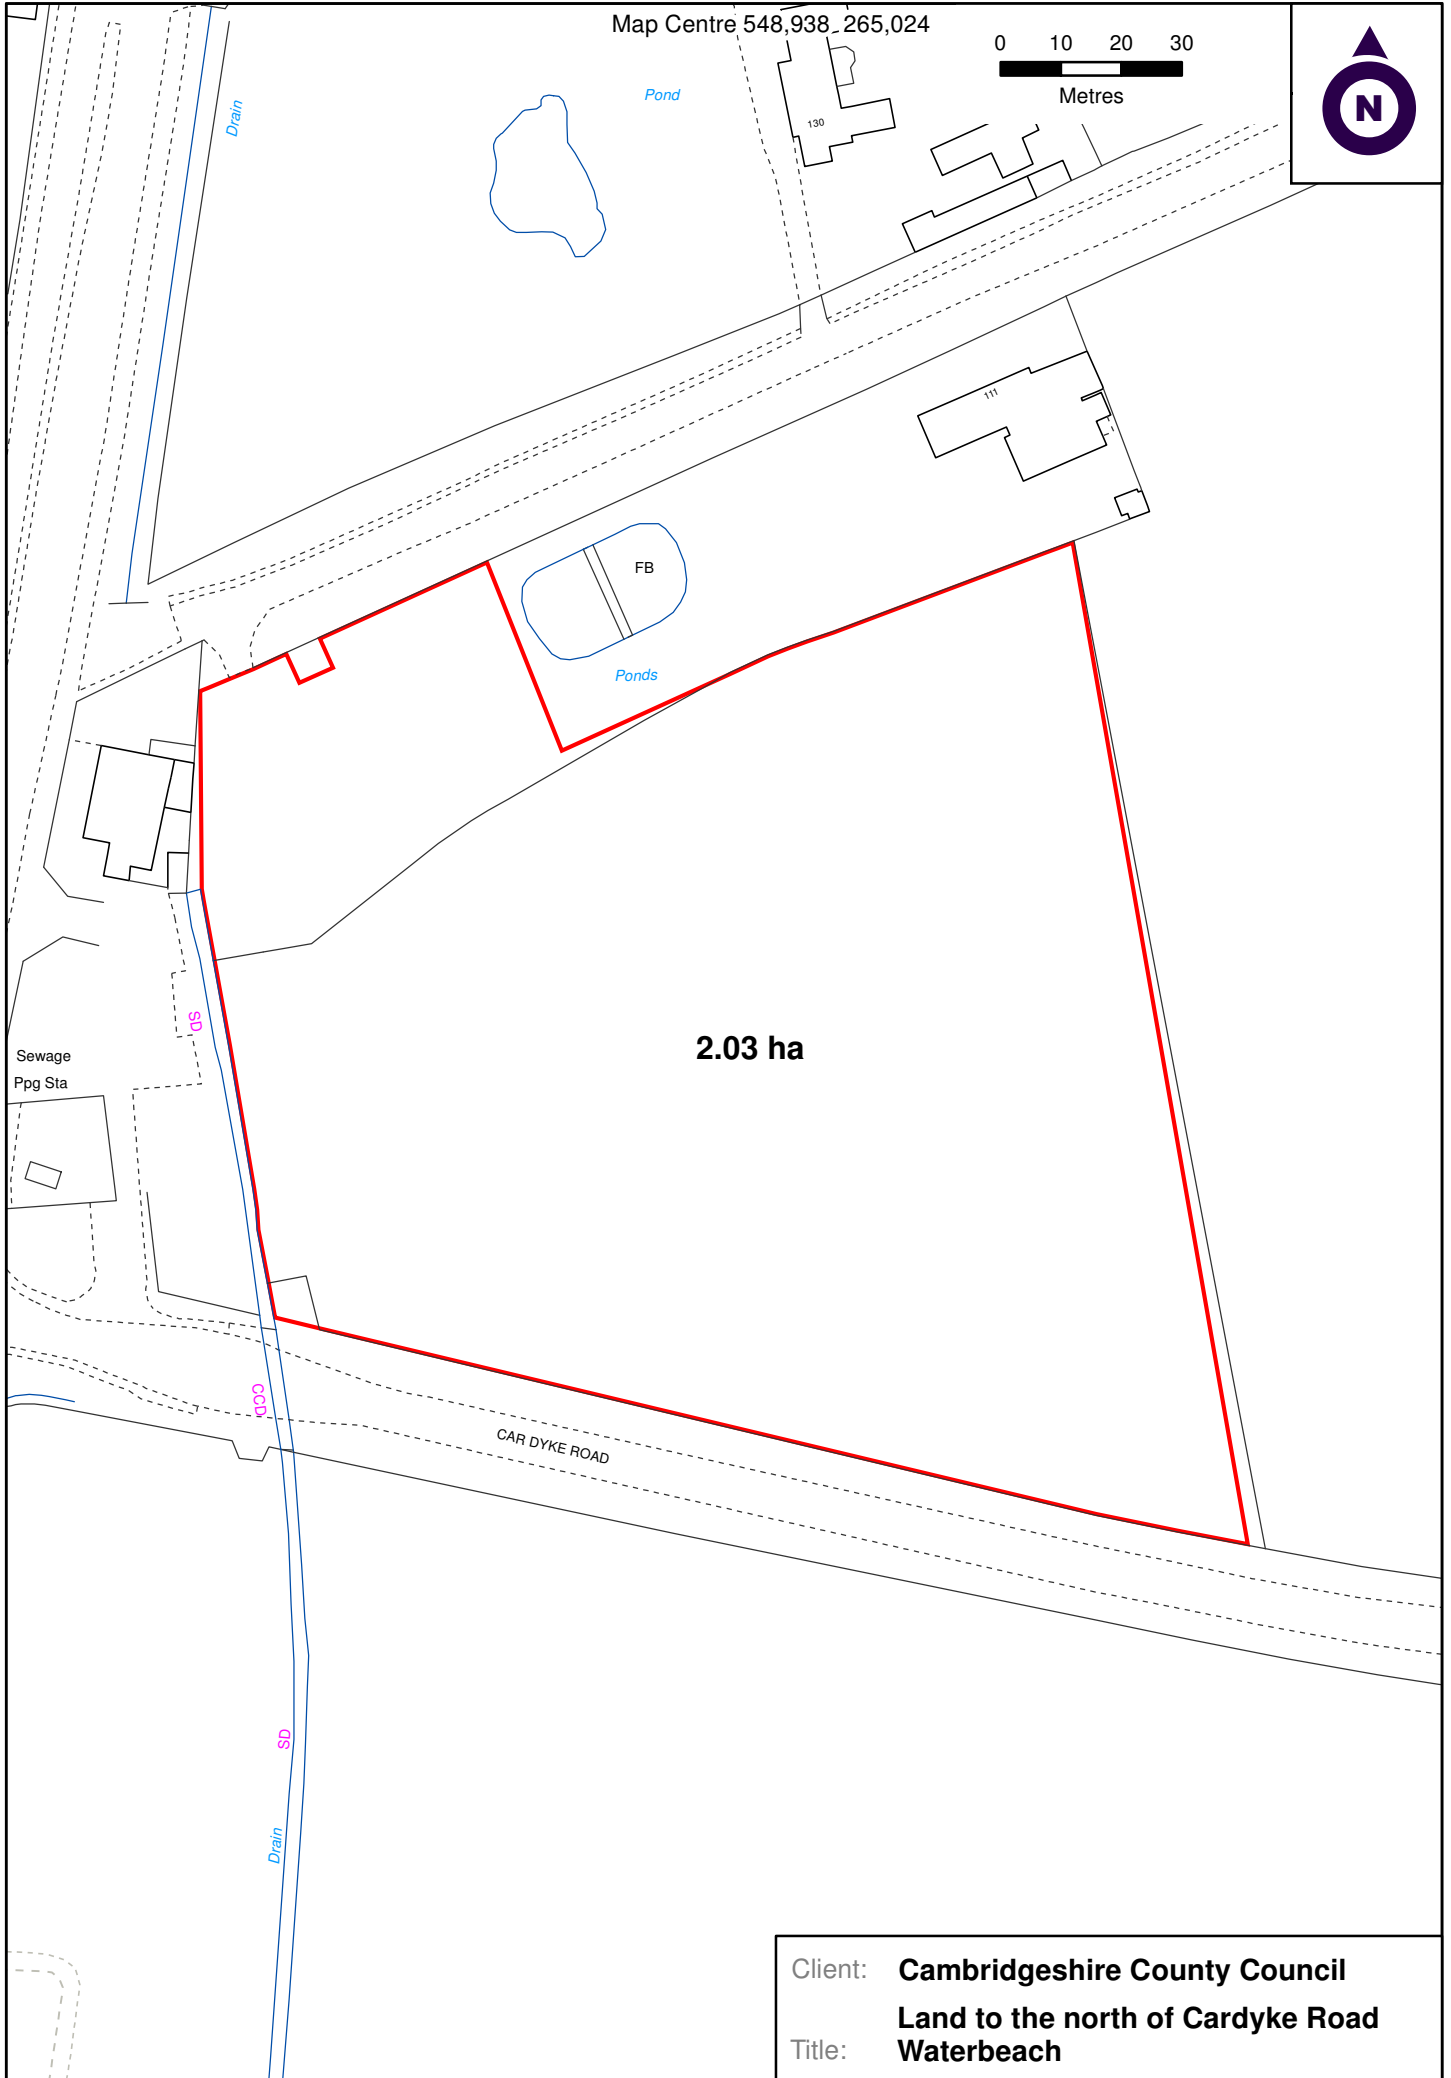 Map Centre 548,938 265,024
0 10 20 30
Metres
N
Pond
Drain
130
111
FB
Ponds
SD
2.03 ha
Sewage
Ppg Sta
CCD
CAR DYKE ROAD
SD
Drain
Client: Cambridgeshire County Council
Title: Land to the north of Cardyke Road
Waterbeach